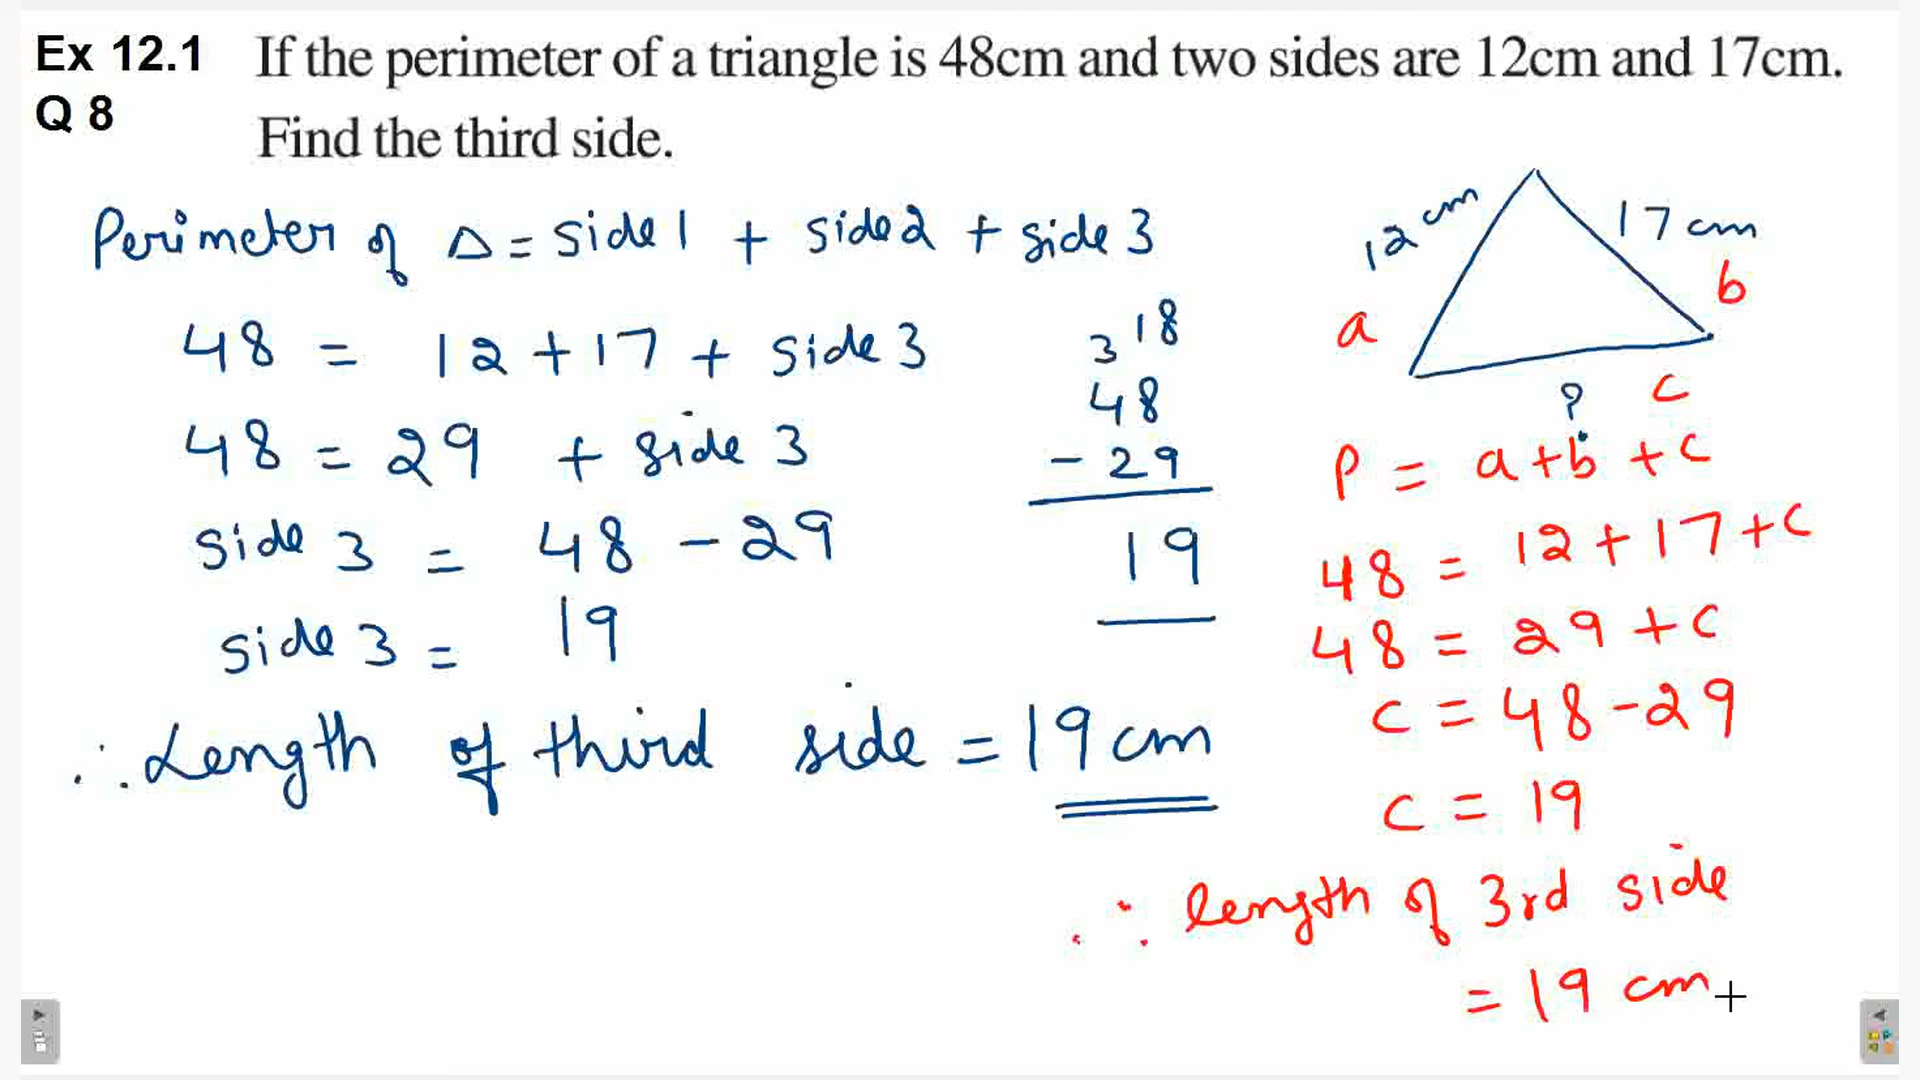 Ex 12.1 If the perimeter of a triangle is 48cm and two sides are 12cm and 17cm.
Q 8 Find the third side.
Perimeter of Δ = side 1 + side 2 + side 3
48 = 12 + 17 + side 3
48 = 29 + side 3
side 3 = 48 - 29
side 3 = 19
∴ Length of third side = 19 cm
3 18
48
- 29
19
12 cm
17 cm
a
b
?
c
P = a + b + c
48 = 12 + 17 + c
48 = 29 + c
c = 48 - 29
c = 19
∴ length of 3rd side
= 19 cm